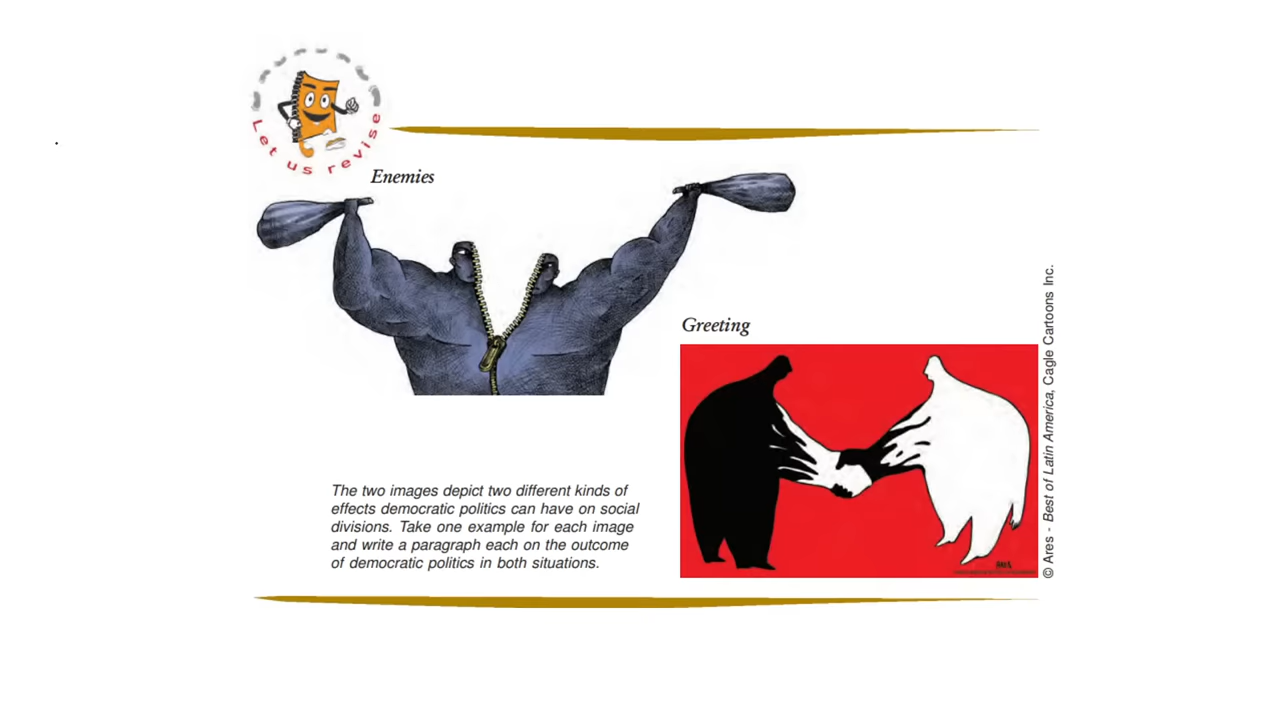 Let us revise
Enemies
Greeting
The two images depict two different kinds of
effects democratic politics can have on social
divisions. Take one example for each image
and write a paragraph each on the outcome
of democratic politics in both situations.
© Ares - Best of Latin America, Cagle Cartoons Inc.
ARES